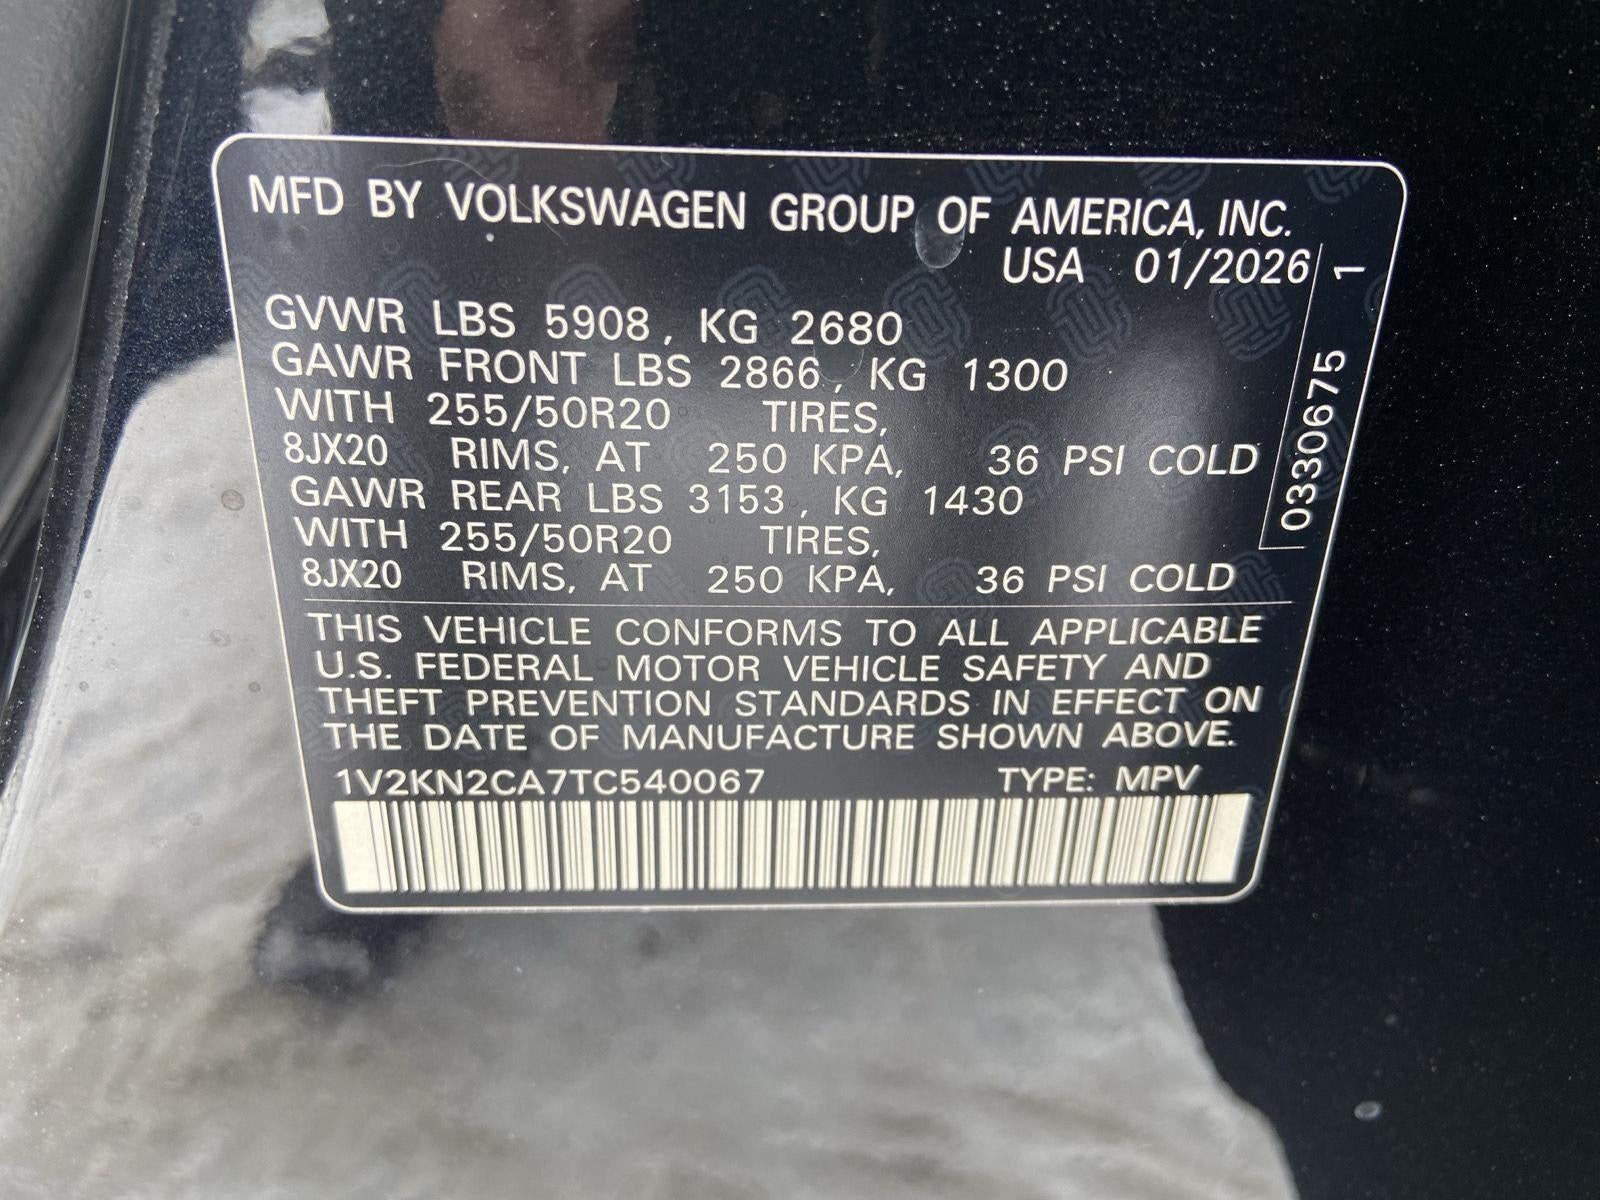 MFD BY VOLKSWAGEN GROUP OF AMERICA, INC.
USA 01/2026
GVWR LBS 5908, KG 2680
GAWR FRONT LBS 2866, KG 1300
WITH 255/50R20 TIRES,
8JX20 RIMS, AT 250 KPA, 36 PSI COLD
GAWR REAR LBS 3153, KG 1430
WITH 255/50R20 TIRES,
8JX20 RIMS, AT 250 KPA, 36 PSI COLD
THIS VEHICLE CONFORMS TO ALL APPLICABLE
U.S. FEDERAL MOTOR VEHICLE SAFETY AND
THEFT PREVENTION STANDARDS IN EFFECT ON
THE DATE OF MANUFACTURE SHOWN ABOVE.
1V2KN2CA7TC540067 TYPE: MPV
0330675 1